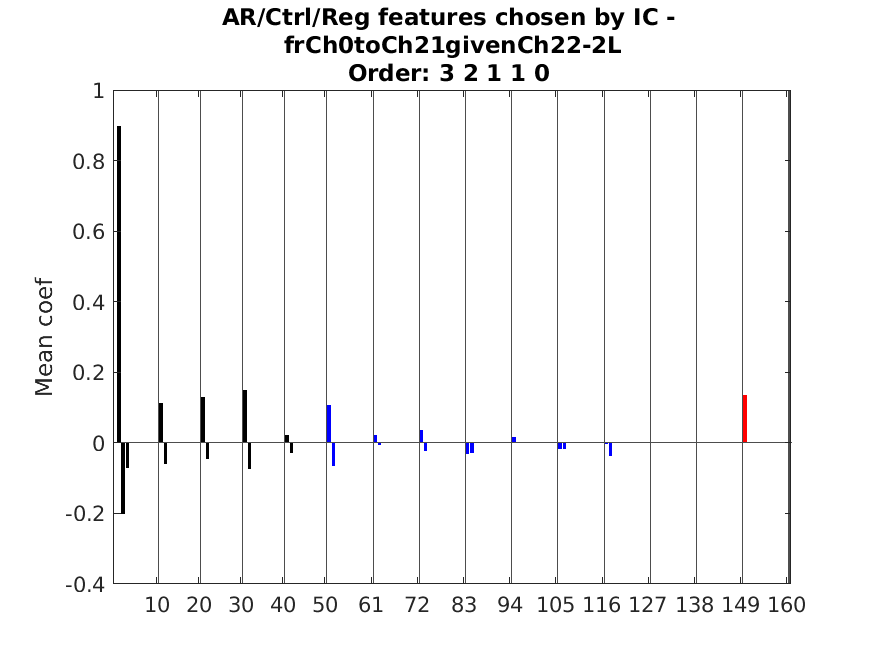 AR/Ctrl/Reg features chosen by IC -
frCh0toCh21givenCh22-2L
Order: 3 2 1 1 0
1
0.8
0.6
0.4
0.2
0
-0.2
-0.4
Mean coef
10 20 30 40 50 61 72 83 94 105 116 127 138 149 160